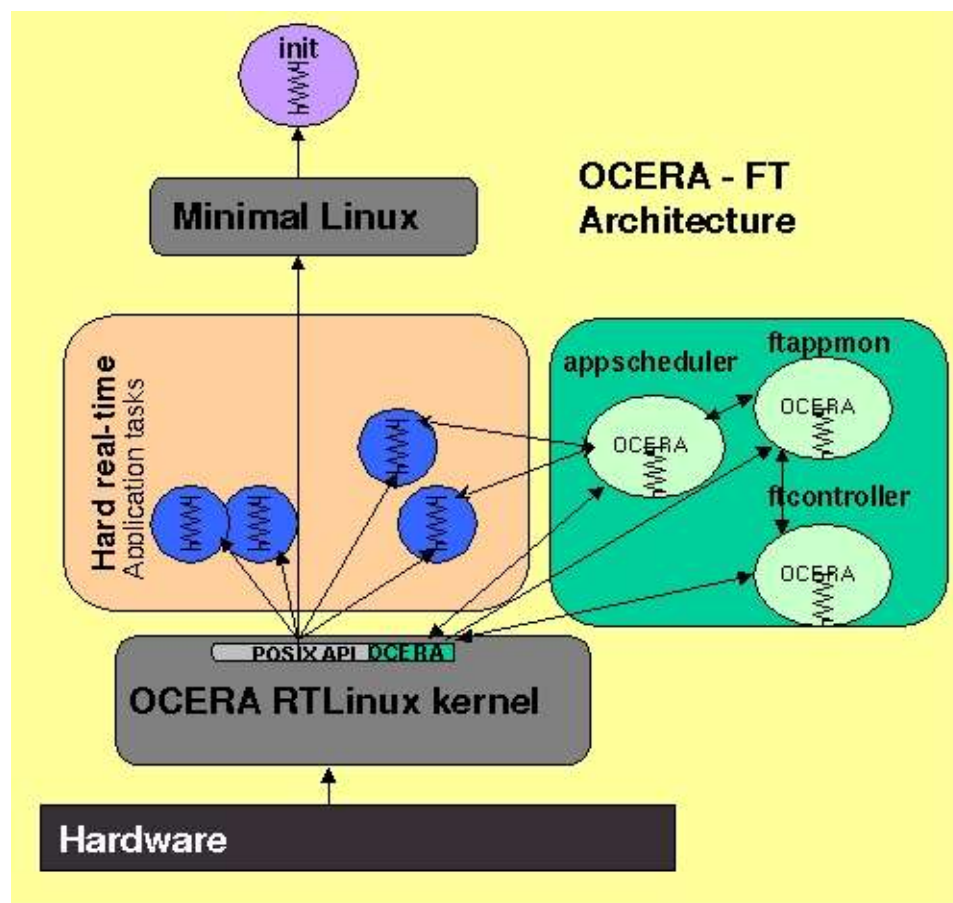 init
OCERA - FT
Architecture
Minimal Linux
Hard real-time
Application tasks
appscheduler
ftappmon
OCERA
OCERA
ftcontroller
OCERA
POSIX API OCERA
OCERA RTLinux kernel
Hardware